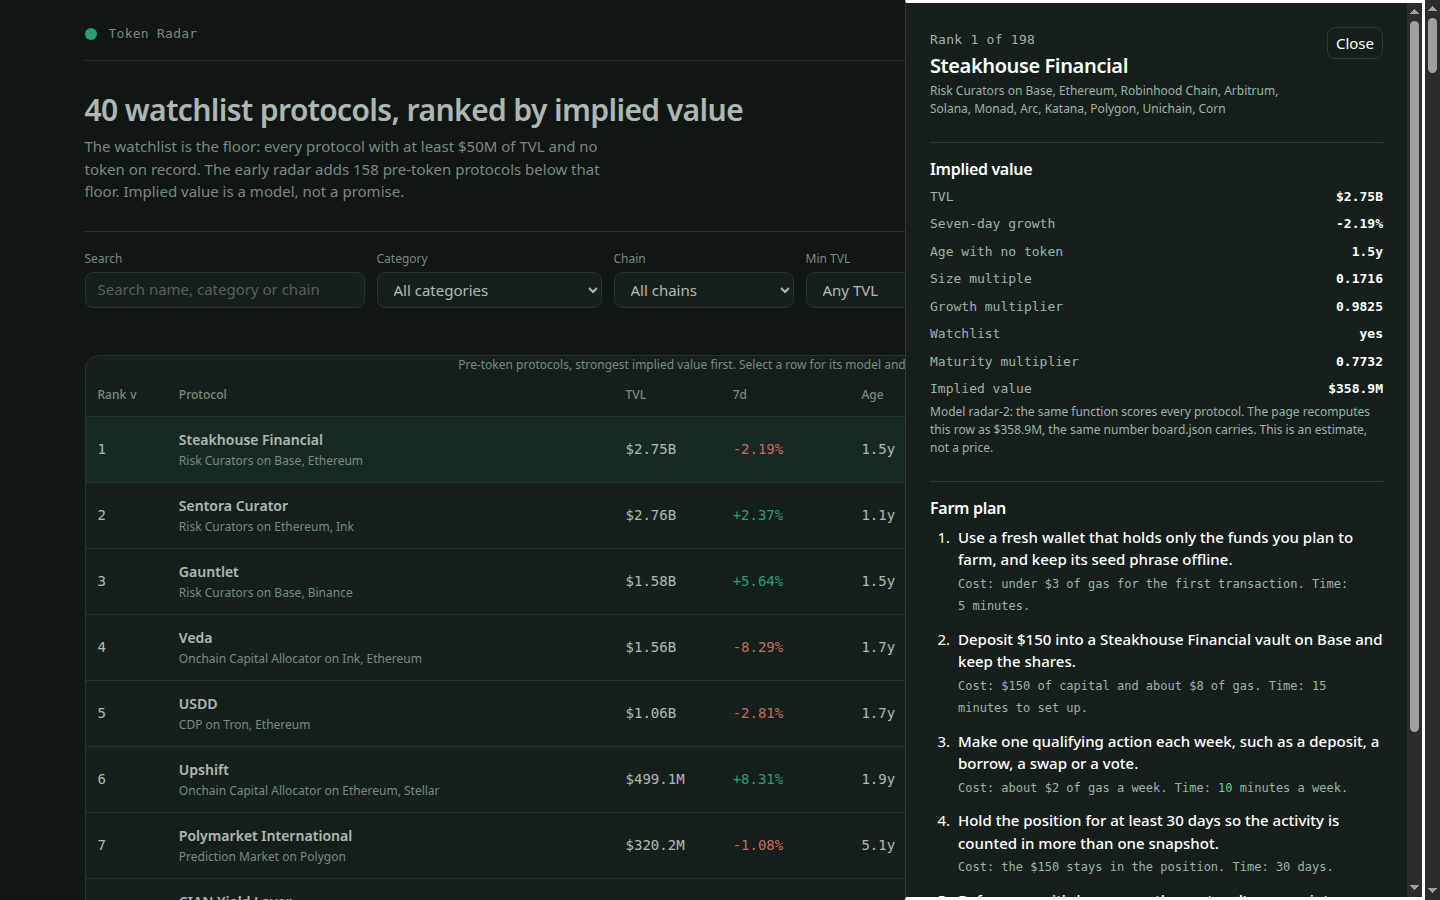 Token Radar
40 watchlist protocols, ranked by implied value
The watchlist is the floor: every protocol with at least $50M of TVL and no
token on record. The early radar adds 158 pre-token protocols below that
floor. Implied value is a model, not a promise.
Search
Category
Chain
Min TVL
Search name, category or chain
All categories
All chains
Any TVL
Pre-token protocols, strongest implied value first. Select a row for its model and
Rank v
Protocol
TVL
7d
Age
1
Steakhouse Financial
Risk Curators on Base, Ethereum
$2.75B
-2.19%
1.5y
2
Sentora Curator
Risk Curators on Ethereum, Ink
$2.76B
+2.37%
1.1y
3
Gauntlet
Risk Curators on Base, Binance
$1.58B
+5.64%
1.5y
4
Veda
Onchain Capital Allocator on Ink, Ethereum
$1.56B
-8.29%
1.7y
5
USDD
CDP on Tron, Ethereum
$1.06B
-2.81%
1.7y
6
Upshift
Onchain Capital Allocator on Ethereum, Stellar
$499.1M
+8.31%
1.9y
7
Polymarket International
Prediction Market on Polygon
$320.2M
-1.08%
5.1y
Rank 1 of 198
Close
Steakhouse Financial
Risk Curators on Base, Ethereum, Robinhood Chain, Arbitrum,
Solana, Monad, Arc, Katana, Polygon, Unichain, Corn
Implied value
TVL $2.75B
Seven-day growth -2.19%
Age with no token 1.5y
Size multiple 0.1716
Growth multiplier 0.9825
Watchlist yes
Maturity multiplier 0.7732
Implied value $358.9M
Model radar-2: the same function scores every protocol. The page recomputes
this row as $358.9M, the same number board.json carries. This is an estimate,
not a price.
Farm plan
1. Use a fresh wallet that holds only the funds you plan to
farm, and keep its seed phrase offline.
Cost: under $3 of gas for the first transaction. Time:
5 minutes.
2. Deposit $150 into a Steakhouse Financial vault on Base and
keep the shares.
Cost: $150 of capital and about $8 of gas. Time: 15
minutes to set up.
3. Make one qualifying action each week, such as a deposit, a
borrow, a swap or a vote.
Cost: about $2 of gas a week. Time: 10 minutes a week.
4. Hold the position for at least 30 days so the activity is
counted in more than one snapshot.
Cost: the $150 stays in the position. Time: 30 days.